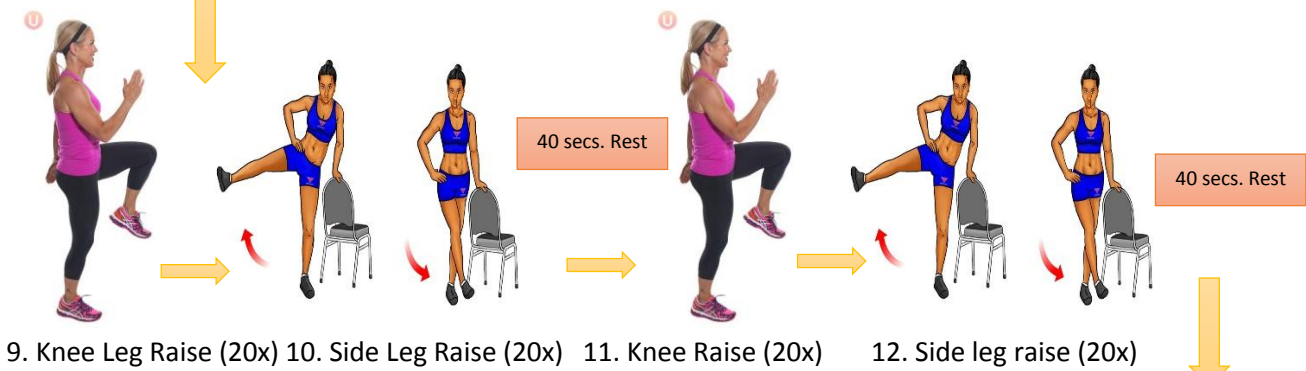 U
U
40 secs. Rest
40 secs. Rest
9. Knee Leg Raise (20x) 10. Side Leg Raise (20x) 11. Knee Raise (20x) 12. Side leg raise (20x)